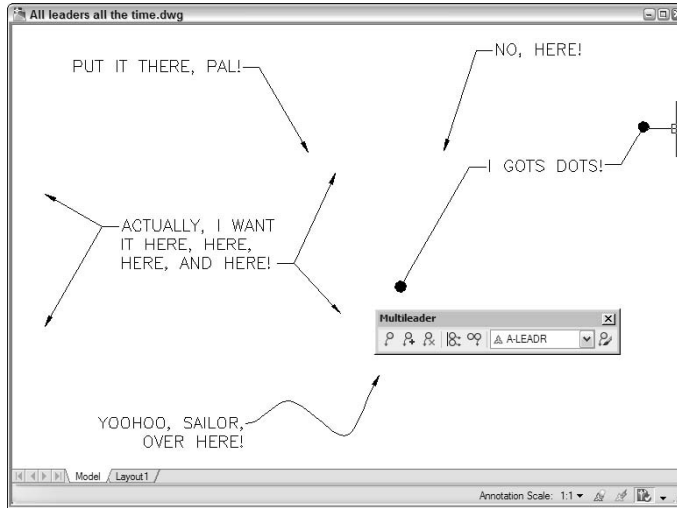 All leaders all the time.dwg
PUT IT THERE, PAL!
NO, HERE!
I GOTS DOTS!
ACTUALLY, I WANT
IT HERE, HERE,
HERE, AND HERE!
Multileader
A-LEADR
YOOHOO, SAILOR,
OVER HERE!
Model Layout1
Annotation Scale: 1:1